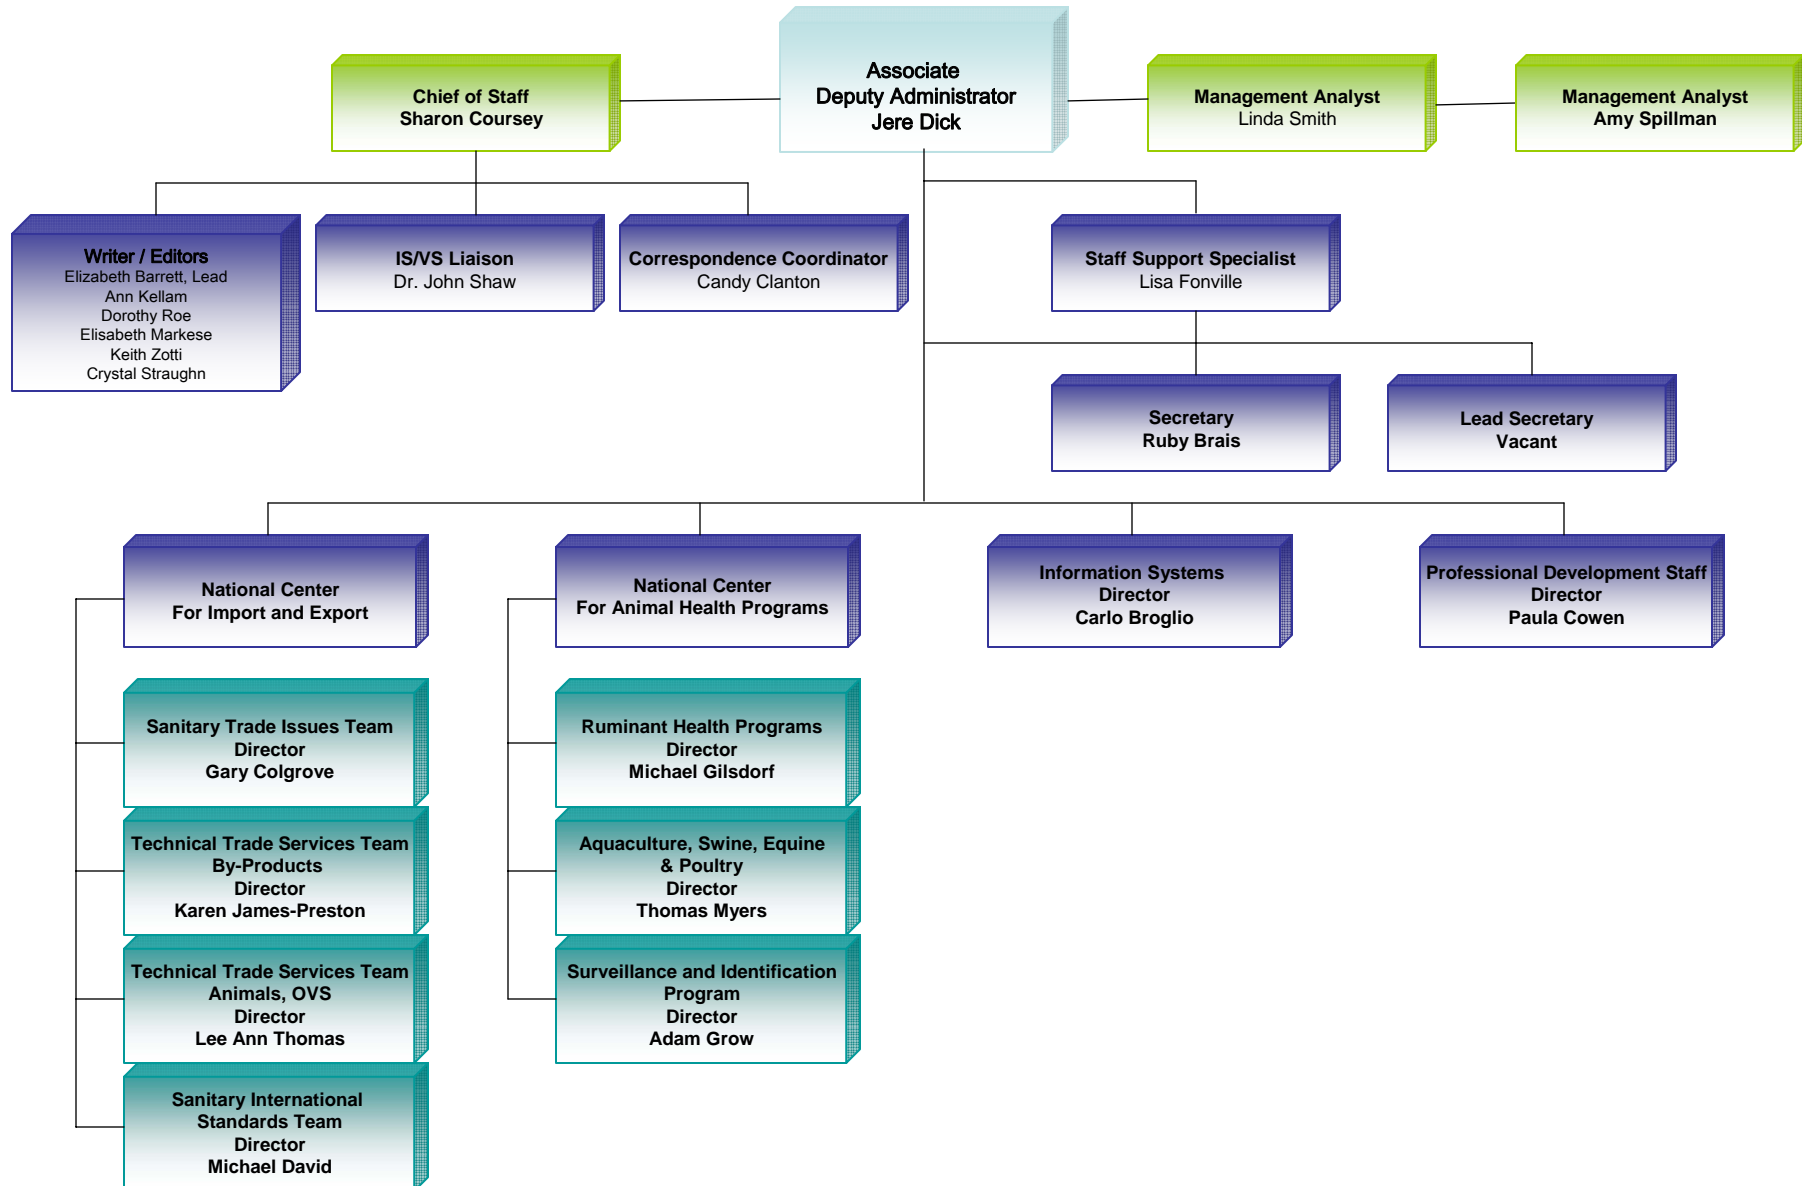 Associate
Deputy Administrator
Jere Dick
Chief of Staff
Sharon Coursey
Management Analyst
Linda Smith
Management Analyst
Amy Spillman
Writer / Editors
Elizabeth Barrett, Lead
Ann Kellam
Dorothy Roe
Elisabeth Markese
Keith Zotti
Crystal Straughn
IS/VS Liaison
Dr. John Shaw
Correspondence Coordinator
Candy Clanton
Staff Support Specialist
Lisa Fonville
Secretary
Ruby Brais
Lead Secretary
Vacant
National Center
For Import and Export
National Center
For Animal Health Programs
Information Systems
Director
Carlo Broglio
Professional Development Staff
Director
Paula Cowen
Sanitary Trade Issues Team
Director
Gary Colgrove
Technical Trade Services Team
By-Products
Director
Karen James-Preston
Technical Trade Services Team
Animals, OVS
Director
Lee Ann Thomas
Sanitary International
Standards Team
Director
Michael David
Ruminant Health Programs
Director
Michael Gilsdorf
Aquaculture, Swine, Equine
& Poultry
Director
Thomas Myers
Surveillance and Identification
Program
Director
Adam Grow